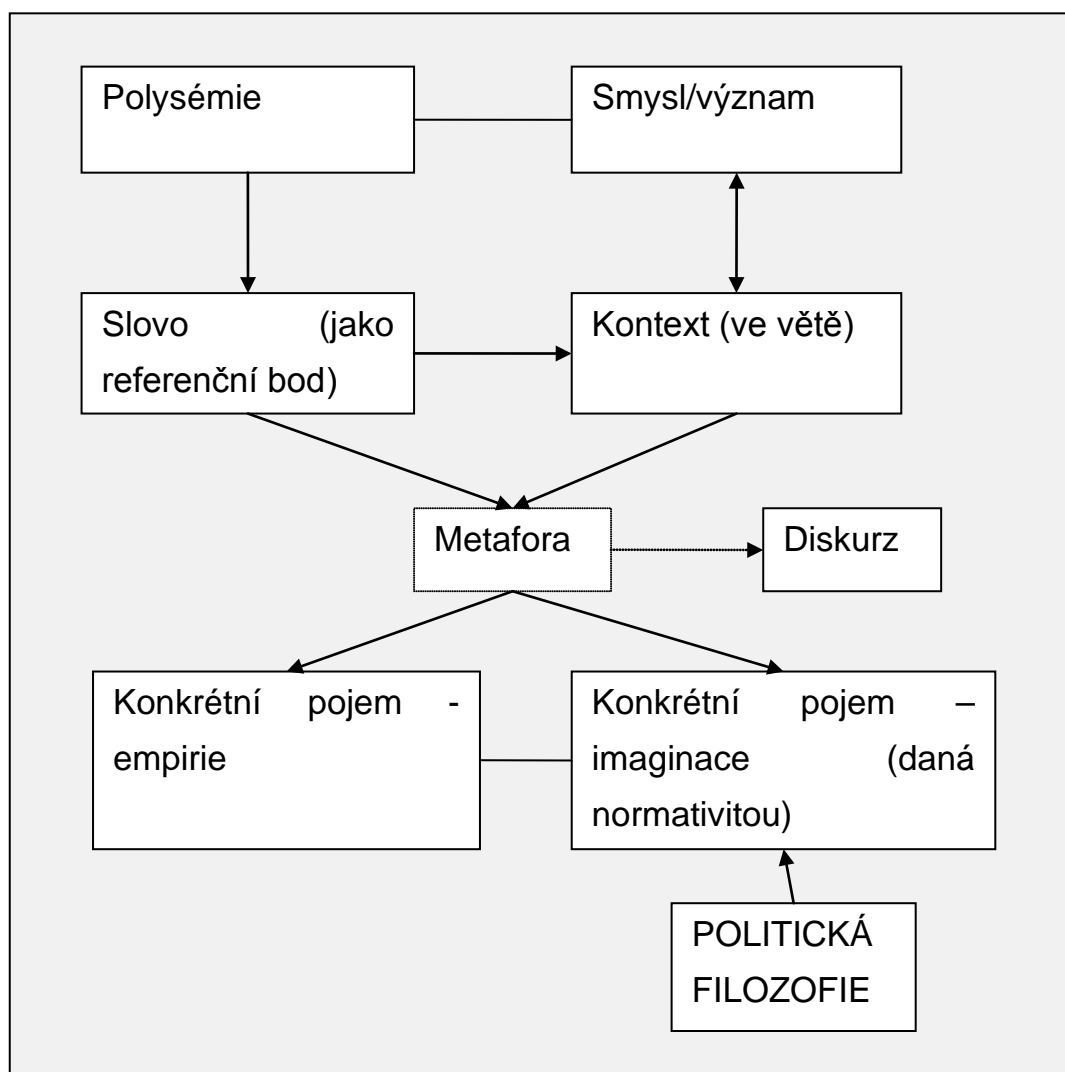 Polysémie
Smysl/význam
Slovo (jako
referenční bod)
Kontext (ve větě)
Metafora
Diskurz
Konkrétní pojem -
empirie
Konkrétní pojem –
imaginace (daná
normativitou)
POLITICKÁ
FILOZOFIE